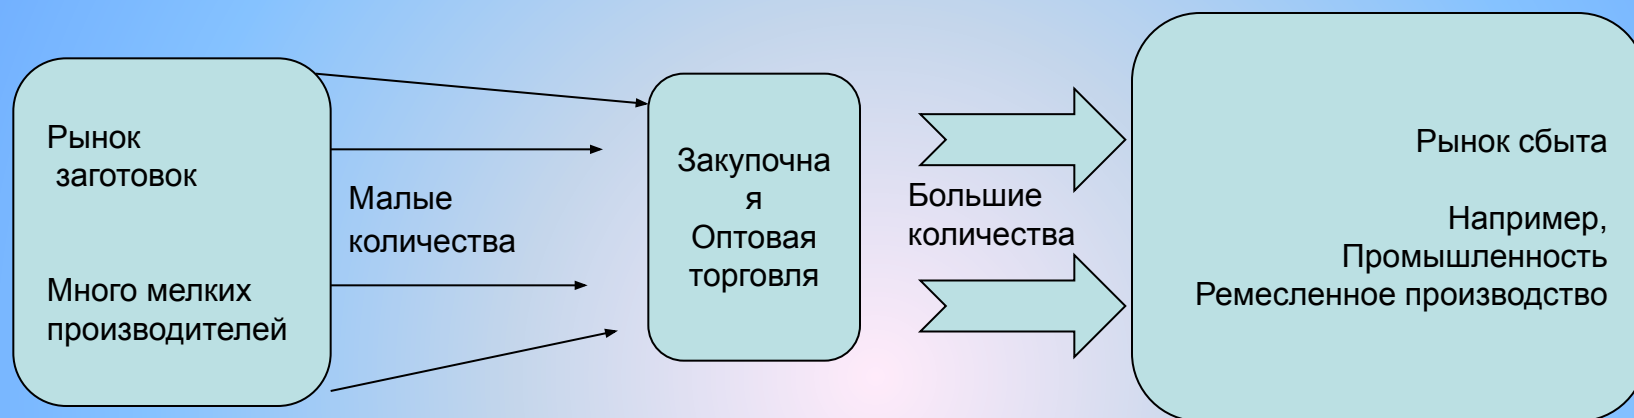 Рынок
заготовок
Много мелких
производителей
Малые
количества
Закупочна
я
Оптовая
торговля
Большие
количества
Рынок сбыта
Например,
Промышленность
Ремесленное производство